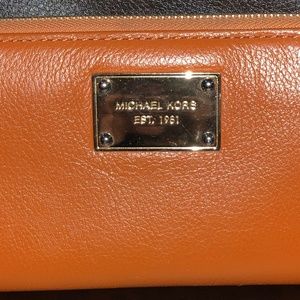 MICHAEL KORS
EST. 1981